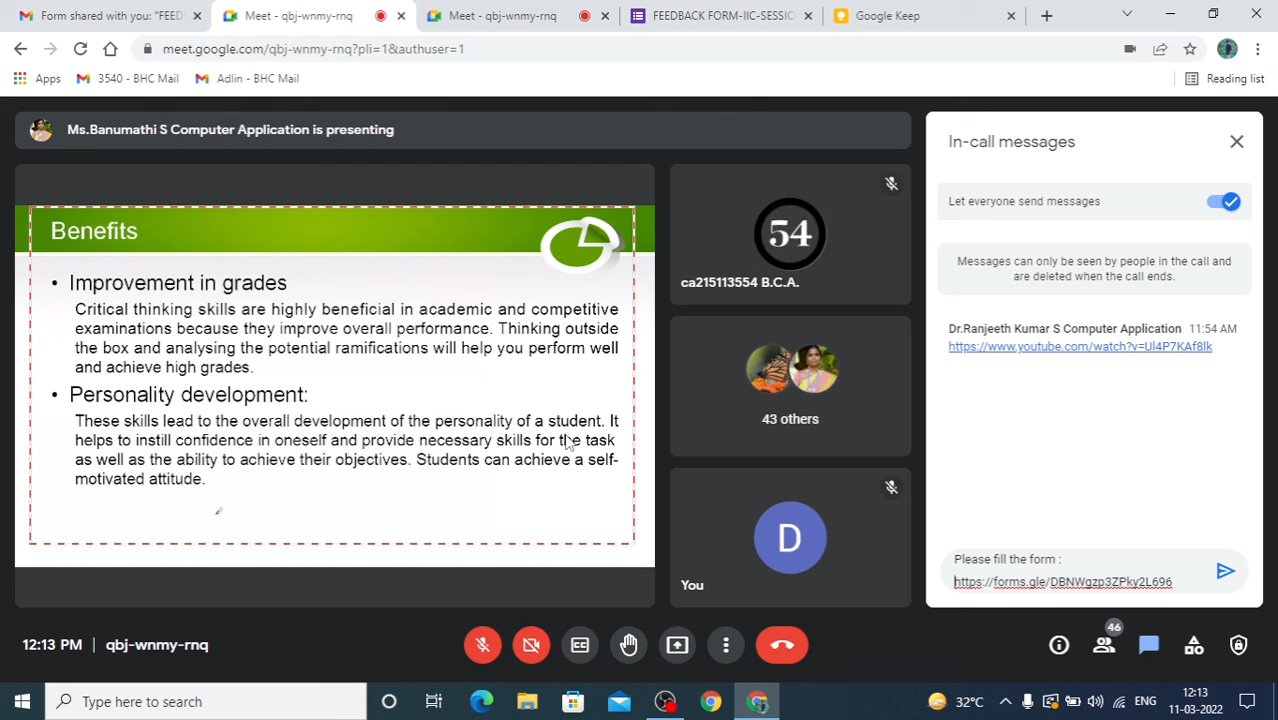 Form shared with you: "FEED
Meet - qbj-wnmy-rnq
Meet - qbj-wnmy-rnq
FEEDBACK FORM-IIC-SESSIO
Google Keep
meet.google.com/qbj-wnmy-rnq?pli=1&authuser=1
Apps
3540 - BHC Mail
Adlin - BHC Mail
Reading list
Ms.Banumathi S Computer Application is presenting
Benefits
• Improvement in grades
Critical thinking skills are highly beneficial in academic and competitive
examinations because they improve overall performance. Thinking outside
the box and analysing the potential ramifications will help you perform well
and achieve high grades.
• Personality development:
These skills lead to the overall development of the personality of a student. It
helps to instill confidence in oneself and provide necessary skills for the task
as well as the ability to achieve their objectives. Students can achieve a self-
motivated attitude.
54
ca215113554 B.C.A.
43 others
D
You
In-call messages
Let everyone send messages
Messages can only be seen by people in the call and
are deleted when the call ends.
Dr.Ranjeeth Kumar S Computer Application 11:54 AM
https://www.youtube.com/watch?v=Ul4P7KAf8lk
Please fill the form :
https://forms.gle/DBNWgzp3ZPky2L696
12:13 PM | qbj-wnmy-rnq
CC
46
Type here to search
32°C
ENG
12:13
11-03-2022